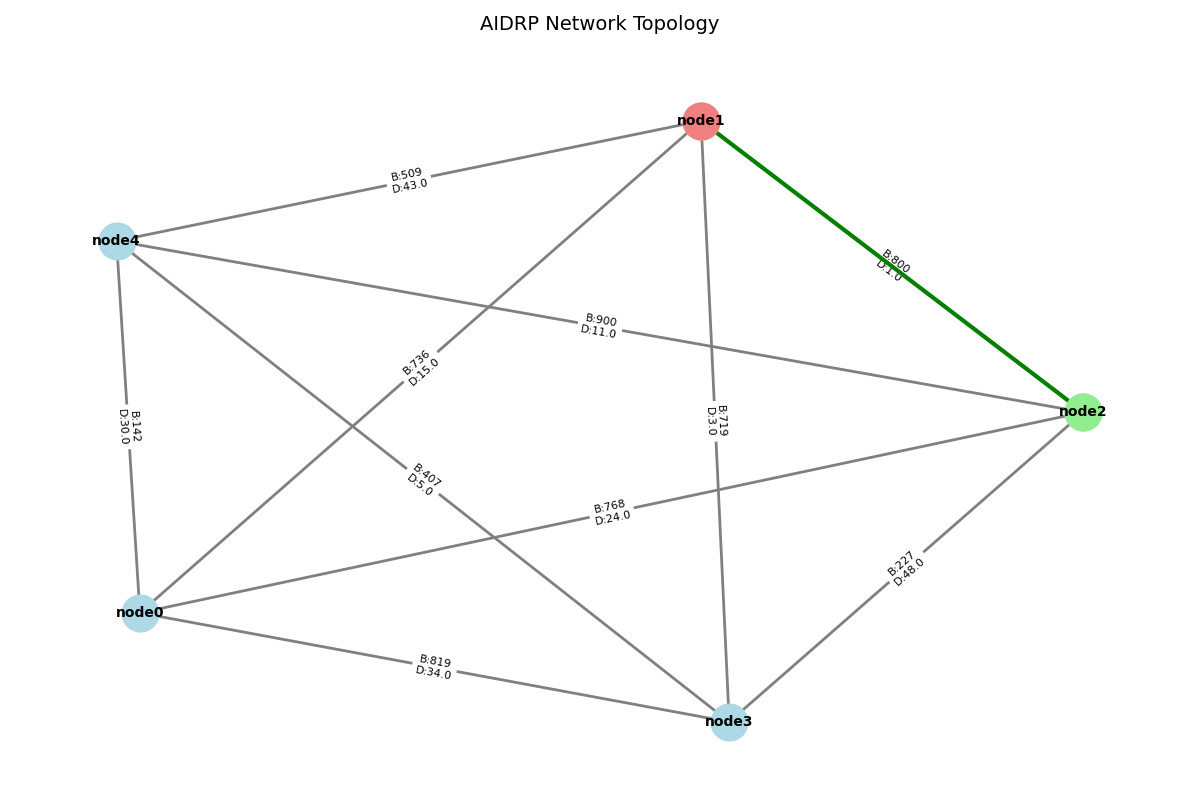 AIDRP Network Topology
node1
B:509
D:43.0
node4
B:800
D:1.0
B:900
D:11.0
B:736
D:15.0
node2
B:719
D:3.0
B:142
D:30.0
B:407
D:5.0
B:768
D:24.0
B:227
D:48.0
node0
B:819
D:34.0
node3